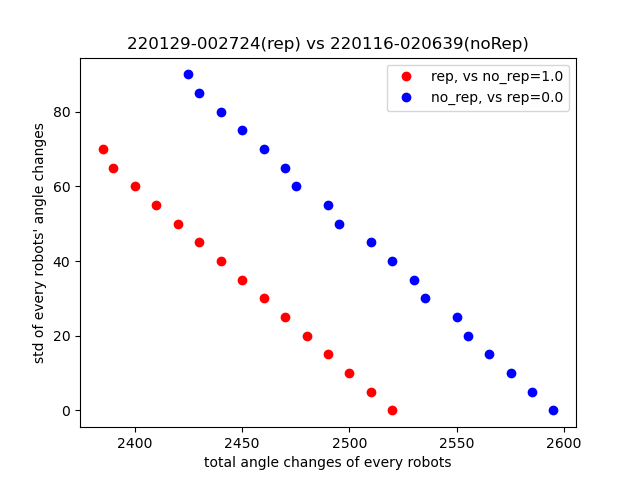 220129-002724(rep) vs 220116-020639(noRep)
rep, vs no_rep=1.0
no_rep, vs rep=0.0
std of every robots' angle changes
80
60
40
20
0
2400 2450 2500 2550 2600
total angle changes of every robots